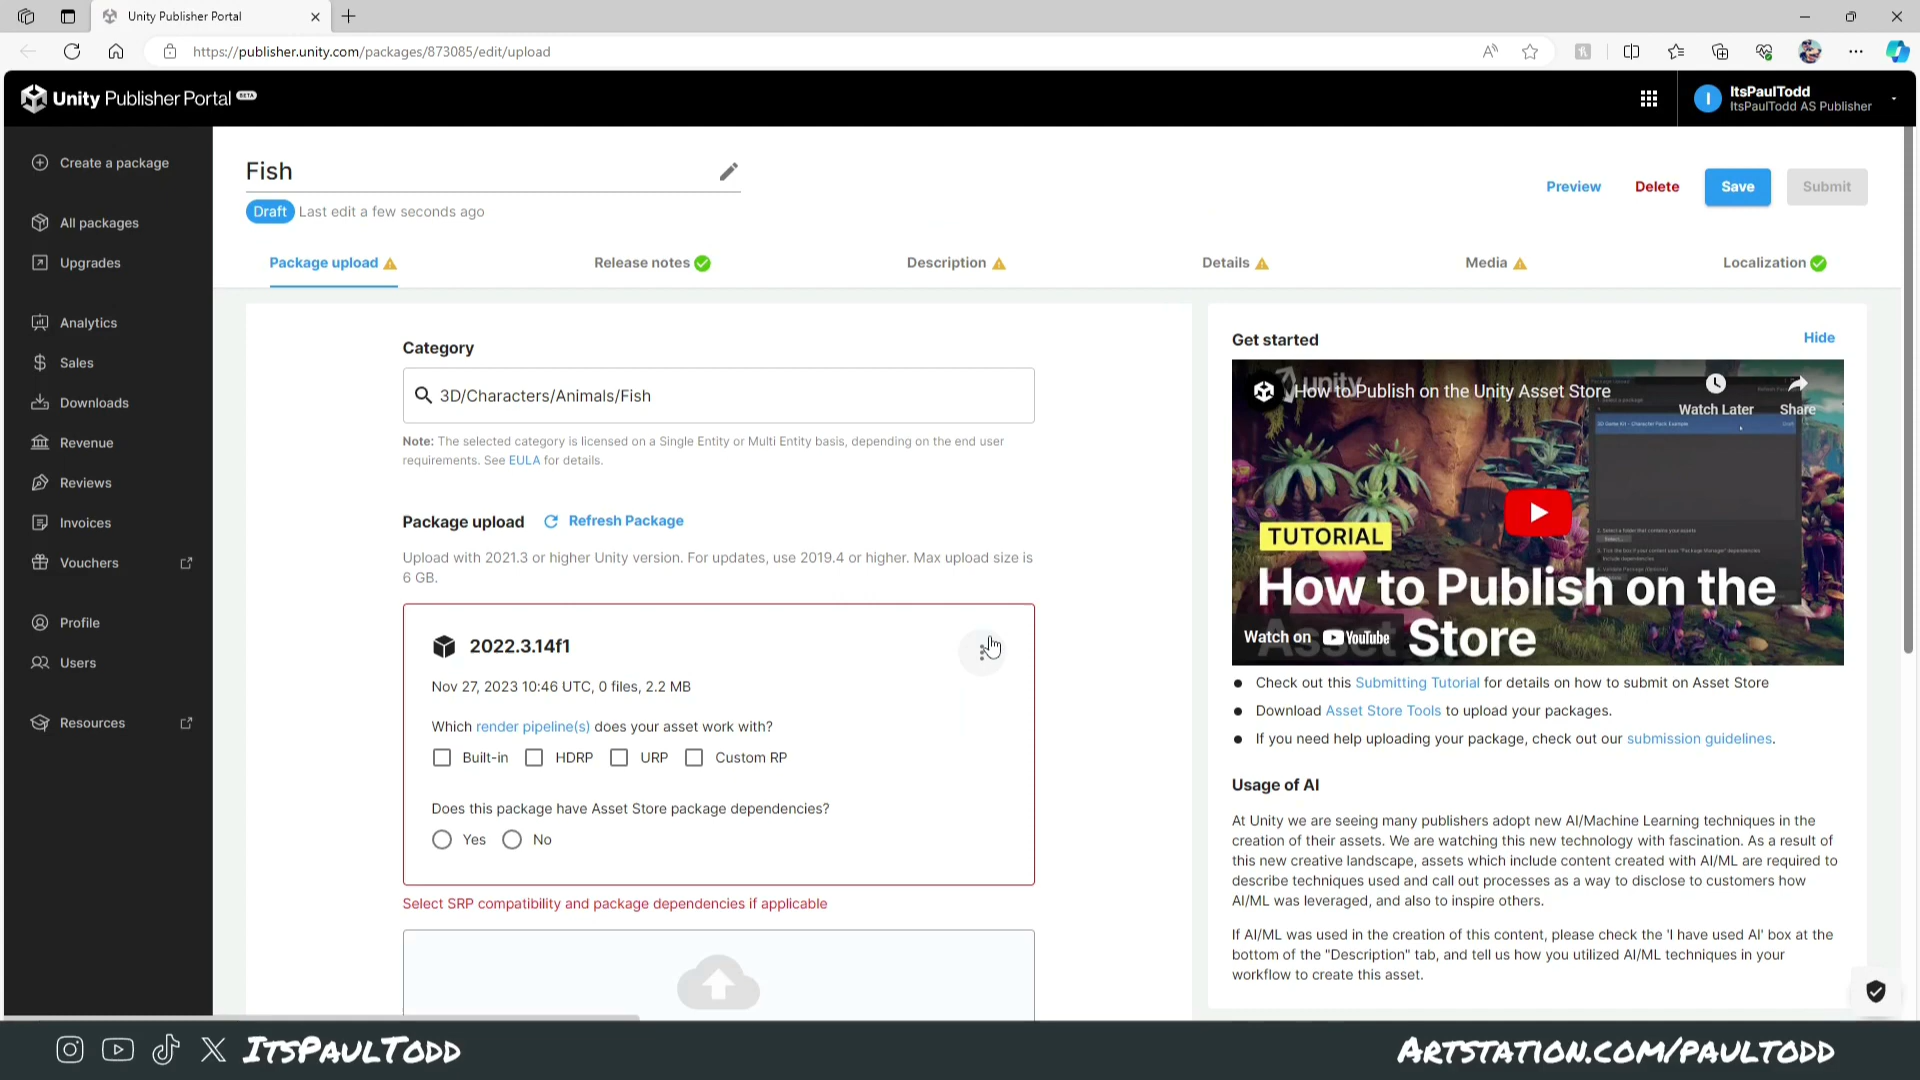 Unity Publisher Portal
https://publisher.unity.com/packages/873085/edit/upload
Unity Publisher Portal BETA
I
ItsPaulTodd
ItsPaulTodd AS Publisher
Create a package
All packages
Upgrades
Analytics
Sales
Downloads
Revenue
Reviews
Invoices
Vouchers
Profile
Users
Resources
Fish
Draft Last edit a few seconds ago
Preview Delete Save Submit
Package upload Release notes Description Details Media Localization
Category
3D/Characters/Animals/Fish
Note: The selected category is licensed on a Single Entity or Multi Entity basis, depending on the end user
requirements. See EULA for details.
Package upload Refresh Package
Upload with 2021.3 or higher Unity version. For updates, use 2019.4 or higher. Max upload size is
6 GB.
2022.3.14f1
Nov 27, 2023 10:46 UTC, 0 files, 2.2 MB
Which render pipeline(s) does your asset work with?
Built-in HDRP URP Custom RP
Does this package have Asset Store package dependencies?
Yes No
Select SRP compatibility and package dependencies if applicable
Get started Hide
How to Publish on the Unity Asset Store
Watch Later Share
TUTORIAL
How to Publish on the
Asset Store
Watch on YouTube
Check out this Submitting Tutorial for details on how to submit on Asset Store
Download Asset Store Tools to upload your packages.
If you need help uploading your package, check out our submission guidelines.
Usage of AI
At Unity we are seeing many publishers adopt new AI/Machine Learning techniques in the
creation of their assets. We are watching this new technology with fascination. As a result of
this new creative landscape, assets which include content created with AI/ML are required to
describe techniques used and call out processes as a way to disclose to customers how
AI/ML was leveraged, and also to inspire others.
If AI/ML was used in the creation of this content, please check the 'I have used AI' box at the
bottom of the "Description" tab, and tell us how you utilized AI/ML techniques in your
workflow to create this asset.
ItsPaulTodd
Artstation.com/paultodd